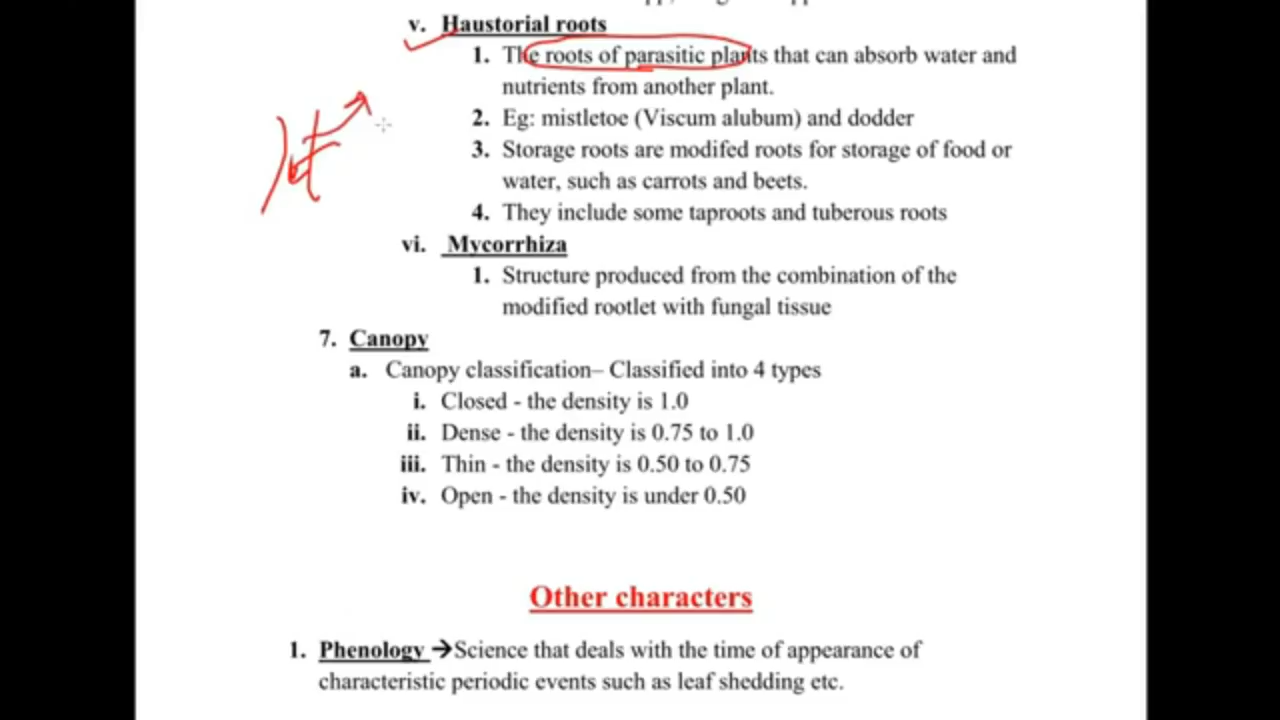 v. Haustorial roots
1. The roots of parasitic plants that can absorb water and
nutrients from another plant.
2. Eg: mistletoe (Viscum alubum) and dodder
3. Storage roots are modifed roots for storage of food or
water, such as carrots and beets.
4. They include some taproots and tuberous roots
vi. Mycorrhiza
1. Structure produced from the combination of the
modified rootlet with fungal tissue
7. Canopy
a. Canopy classification– Classified into 4 types
i. Closed - the density is 1.0
ii. Dense - the density is 0.75 to 1.0
iii. Thin - the density is 0.50 to 0.75
iv. Open - the density is under 0.50
Other characters
1. Phenology →Science that deals with the time of appearance of
characteristic periodic events such as leaf shedding etc.